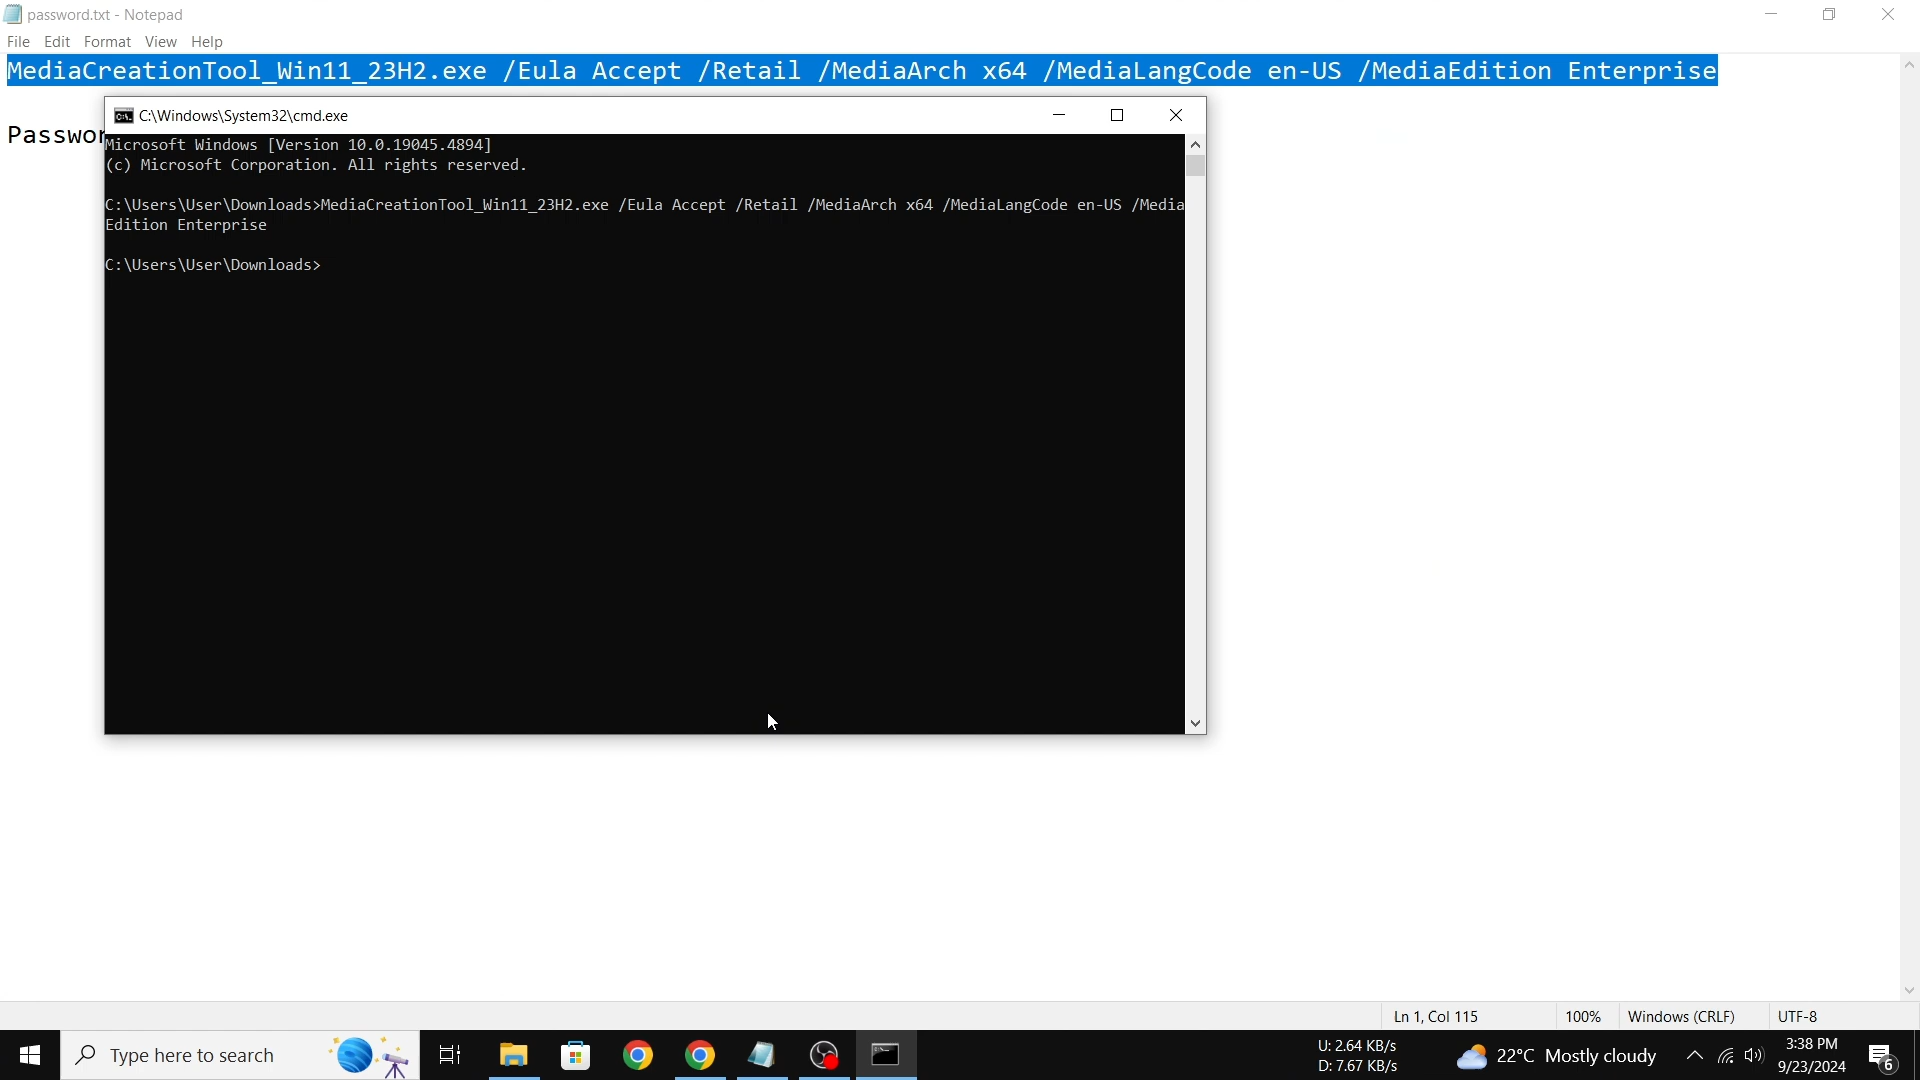 password.txt - Notepad
File Edit Format View Help
MediaCreationTool_Win11_23H2.exe /Eula Accept /Retail /MediaArch x64 /MediaLangCode en-US /MediaEdition Enterprise
C:\Windows\System32\cmd.exe
Passwor
Microsoft Windows [Version 10.0.19045.4894]
(c) Microsoft Corporation. All rights reserved.
C:\Users\User\Downloads>MediaCreationTool_Win11_23H2.exe /Eula Accept /Retail /MediaArch x64 /MediaLangCode en-US /Media
Edition Enterprise
C:\Users\User\Downloads>
Ln 1, Col 115 100% Windows (CRLF) UTF-8
Type here to search
U: 2.64 KB/s
D: 7.67 KB/s
22°C Mostly cloudy
3:38 PM
9/23/2024
6